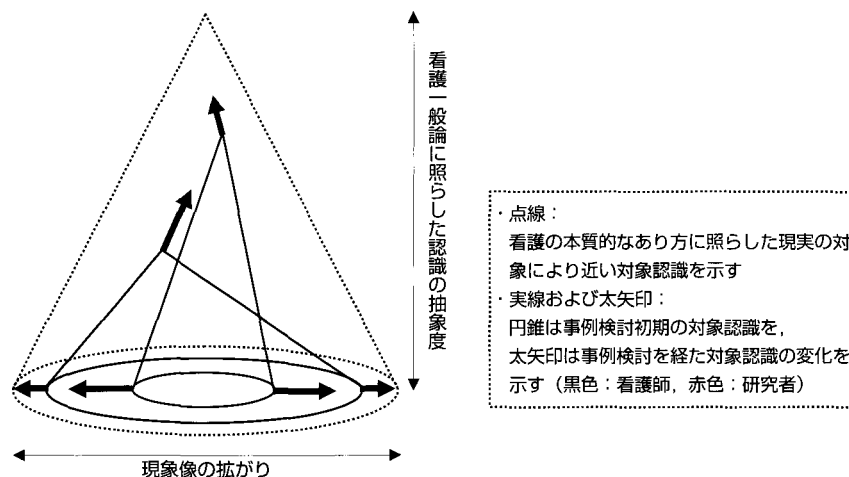 看護一般論に照らした認識の抽象度
現象像の拡がり
・点線：
看護の本質的なあり方に照らした現実の対
象により近い対象認識を示す
・実線および太矢印：
円錐は事例検討初期の対象認識を，
太矢印は事例検討を経た対象認識の変化を
示す（黒色：看護師，赤色：研究者）